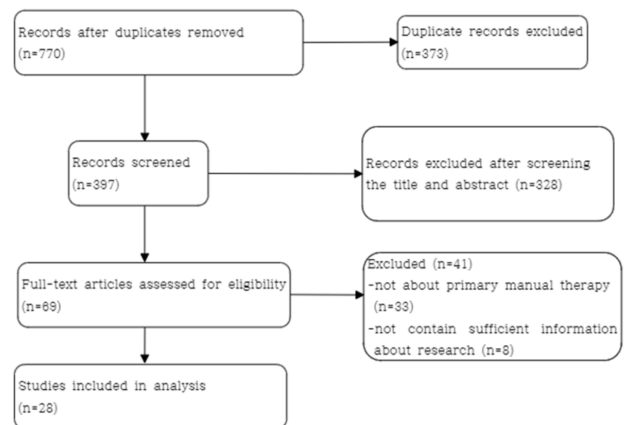 Records after duplicates removed
(n=770)
Duplicate records excluded
(n=373)
Records screened
(n=397)
Records excluded after screening
the title and abstract (n=328)
Full-text articles assessed for eligibility
(n=69)
Excluded (n=41)
-not about primary manual therapy
(n=33)
-not contain sufficient information
about research (n=8)
Studies included in analysis
(n=28)